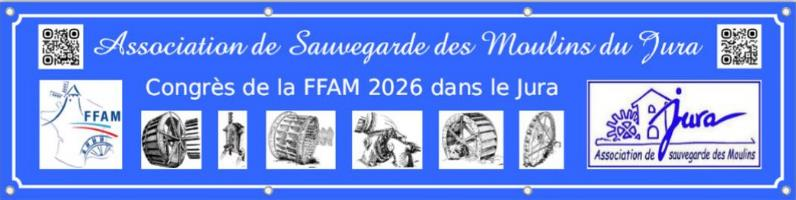 Association de Sauvegarde des Moulins du Jura
Congrès de la FFAM 2026 dans le Jura
FFAM
Jura
Association de sauvegarde des Moulins